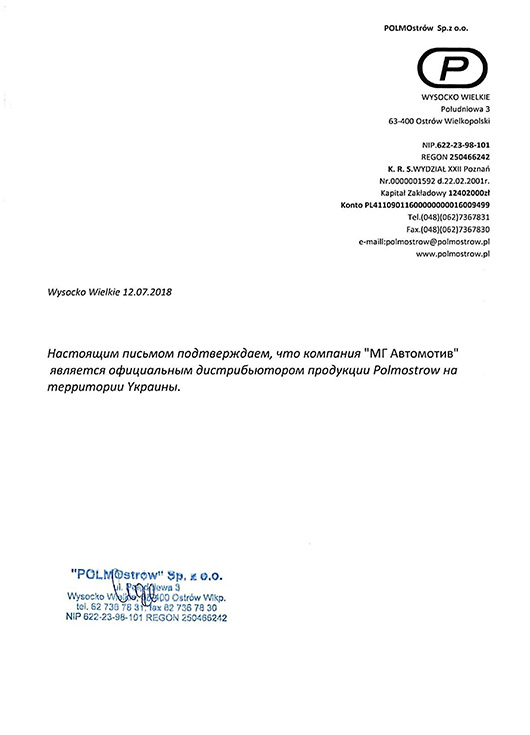 POLMOstrów Sp.z o.o.
P
WYSOCKO WIELKIE
Południowa 3
63-400 Ostrów Wielkopolski
NIP.622-23-98-101
REGON 250466242
K. R. S.WYDZIAŁ XXII Poznań
Nr.0000001592 d.22.02.2001r.
Kapitał Zakładowy 12402000zł
Konto PL41109011600000000016009499
Tel.(048)(062)7367831
Fax.(048)(062)7367830
e-maill:polmostrow@polmostrow.pl
www.polmostrow.pl
Wysocko Wielkie 12.07.2018
Настоящим письмом подтверждаем, что компания "МГ Автомотив"
является официальным дистрибьютором продукции Polmostrow на
территории Украины.
"POLMOstrów" Sp. z o.o.
ul. Południowa 3
Wysocko Wielkie, 63-400 Ostrów Wlkp.
tel. 62 736 78 31, fax 62 736 78 30
NIP 622-23-98-101 REGON 250466242